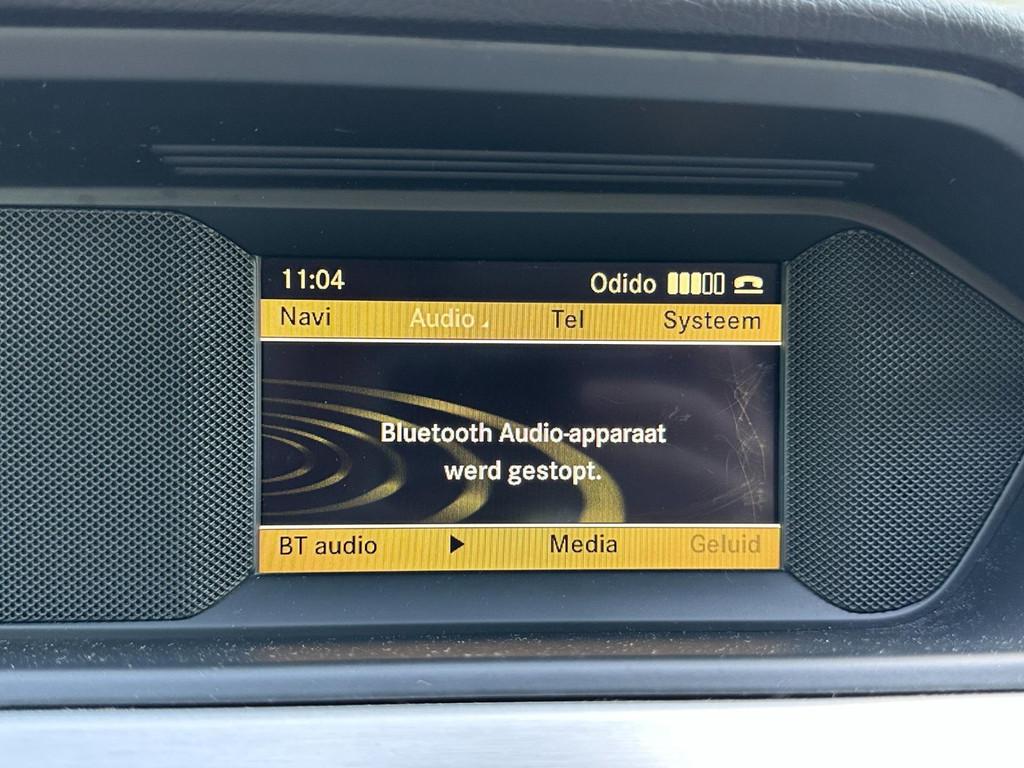 11:04 Odido
Navi Audio Tel Systeem
Bluetooth Audio-apparaat
werd gestopt.
BT audio Media Geluid